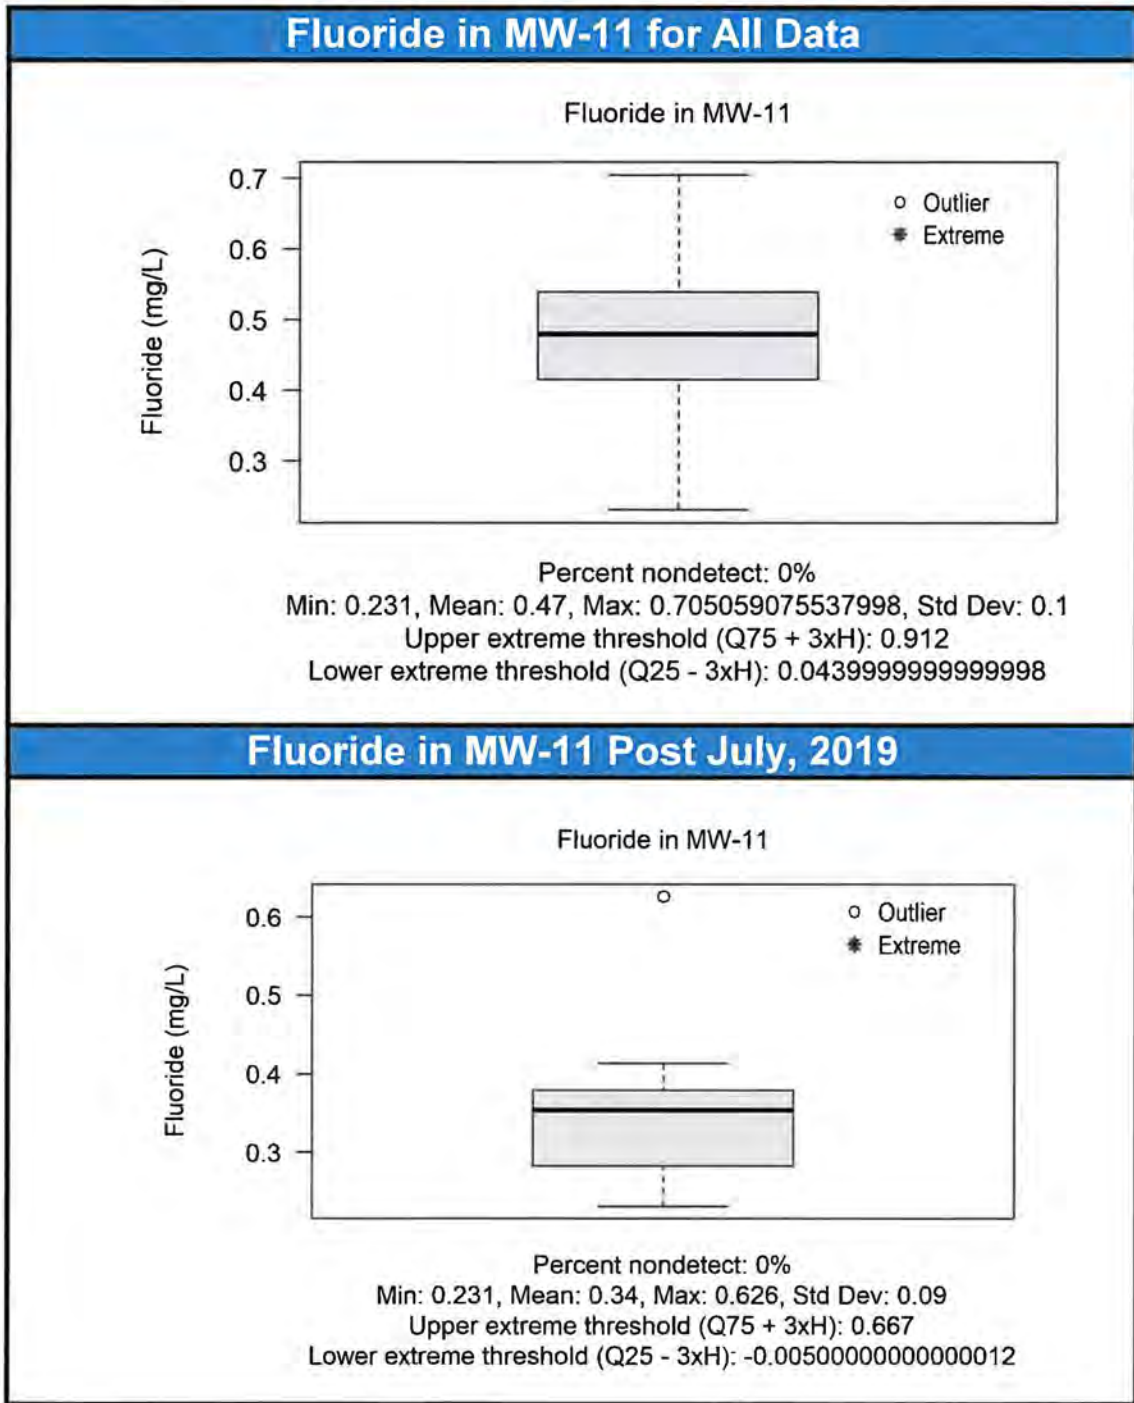 Fluoride in MW-11 for All Data
Fluoride in MW-11
Fluoride (mg/L)
0.7
0.6
0.5
0.4
0.3
Outlier
Extreme
Percent nondetect: 0%
Min: 0.231, Mean: 0.47, Max: 0.705059075537998, Std Dev: 0.1
Upper extreme threshold (Q75 + 3xH): 0.912
Lower extreme threshold (Q25 - 3xH): 0.0439999999999998
Fluoride in MW-11 Post July, 2019
Fluoride in MW-11
Fluoride (mg/L)
0.6
0.5
0.4
0.3
Outlier
Extreme
Percent nondetect: 0%
Min: 0.231, Mean: 0.34, Max: 0.626, Std Dev: 0.09
Upper extreme threshold (Q75 + 3xH): 0.667
Lower extreme threshold (Q25 - 3xH): -0.00500000000000012